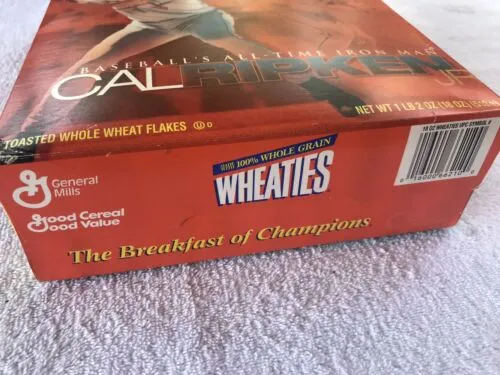 BASEBALL'S ALL-TIME IRON MAN
CAL RIPKEN
NET WT 1 LB 2 OZ (18 OZ)
TOASTED WHOLE WHEAT FLAKES Ⓤ D
General
Mills
Good Cereal
Good Value
100% WHOLE GRAIN
WHEATIES
The Breakfast of Champions
18 OZ WHEATIES UPC SYMBOL #
16000 66210